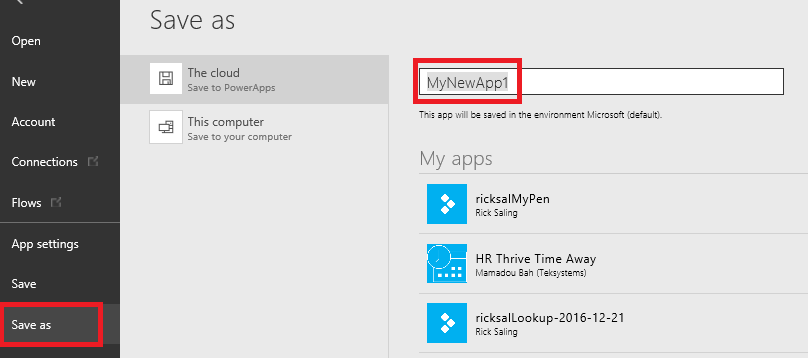 Save as
Open
New
Account
Connections
Flows
App settings
Save
Save as
The cloud
Save to PowerApps
This computer
Save to your computer
MyNewApp1
This app will be saved in the environment Microsoft (default).
My apps
ricksalMyPen
Rick Saling
HR Thrive Time Away
Mamadou Bah (Teksystems)
ricksalLookup-2016-12-21
Rick Saling